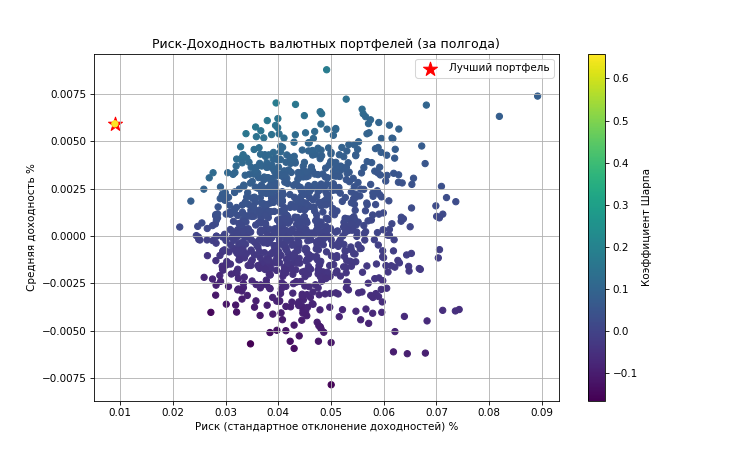 Риск-Доходность валютных портфелей (за полгода)
Лучший портфель
Средняя доходность %
0.0075
0.0050
0.0025
0.0000
−0.0025
−0.0050
−0.0075
0.01 0.02 0.03 0.04 0.05 0.06 0.07 0.08 0.09
Риск (стандартное отклонение доходностей) %
0.6
0.5
0.4
0.3
0.2
0.1
0.0
−0.1
Коэффициент Шарпа